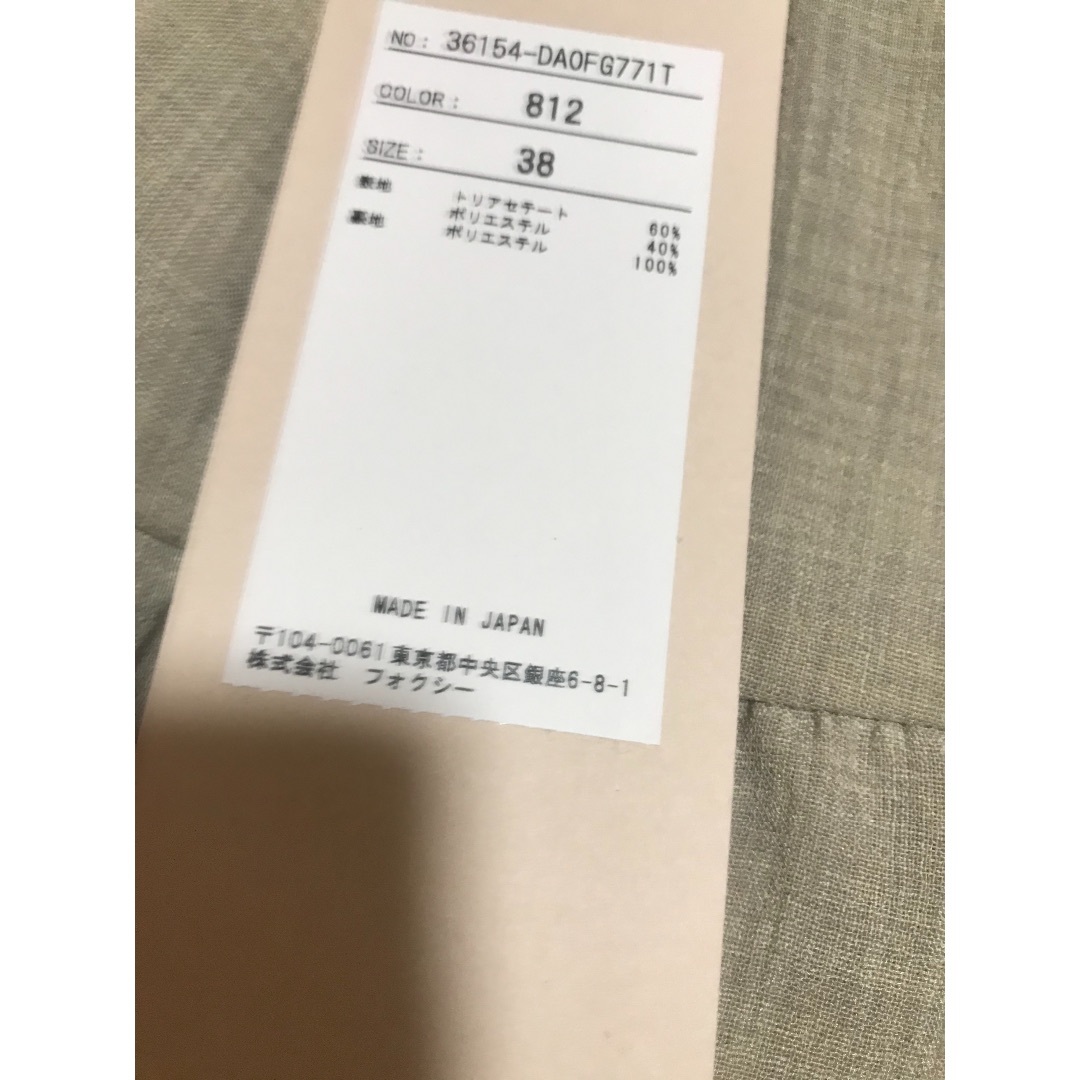 NO: 36154-DA0FG771T
COLOR: 812
SIZE: 38
表地 トリアセテート 60%
ポリエステル 40%
裏地 ポリエステル 100%
MADE IN JAPAN
〒104-0061 東京都中央区銀座6-8-1
株式会社 フォクシー